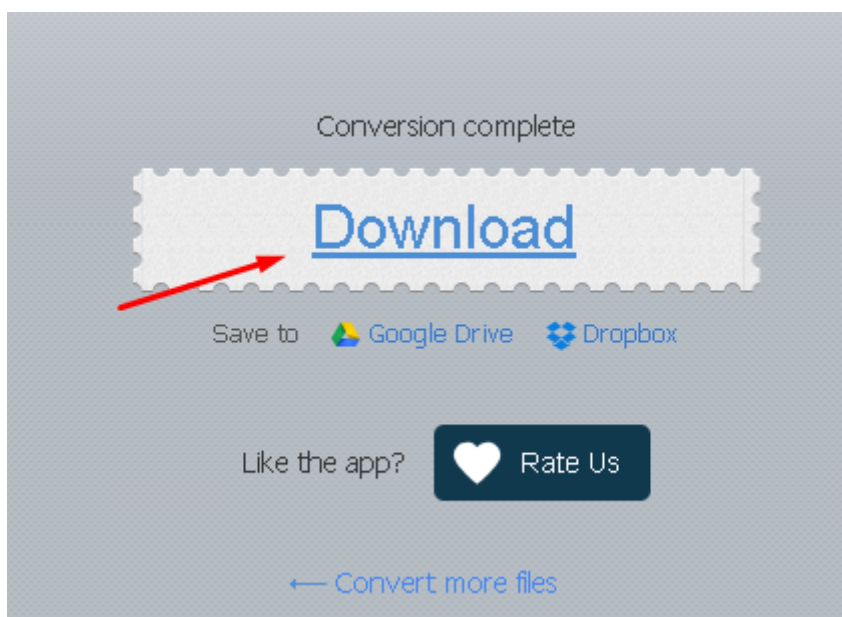 Conversion complete
Download
Save to Google Drive Dropbox
Like the app? Rate Us
← Convert more files